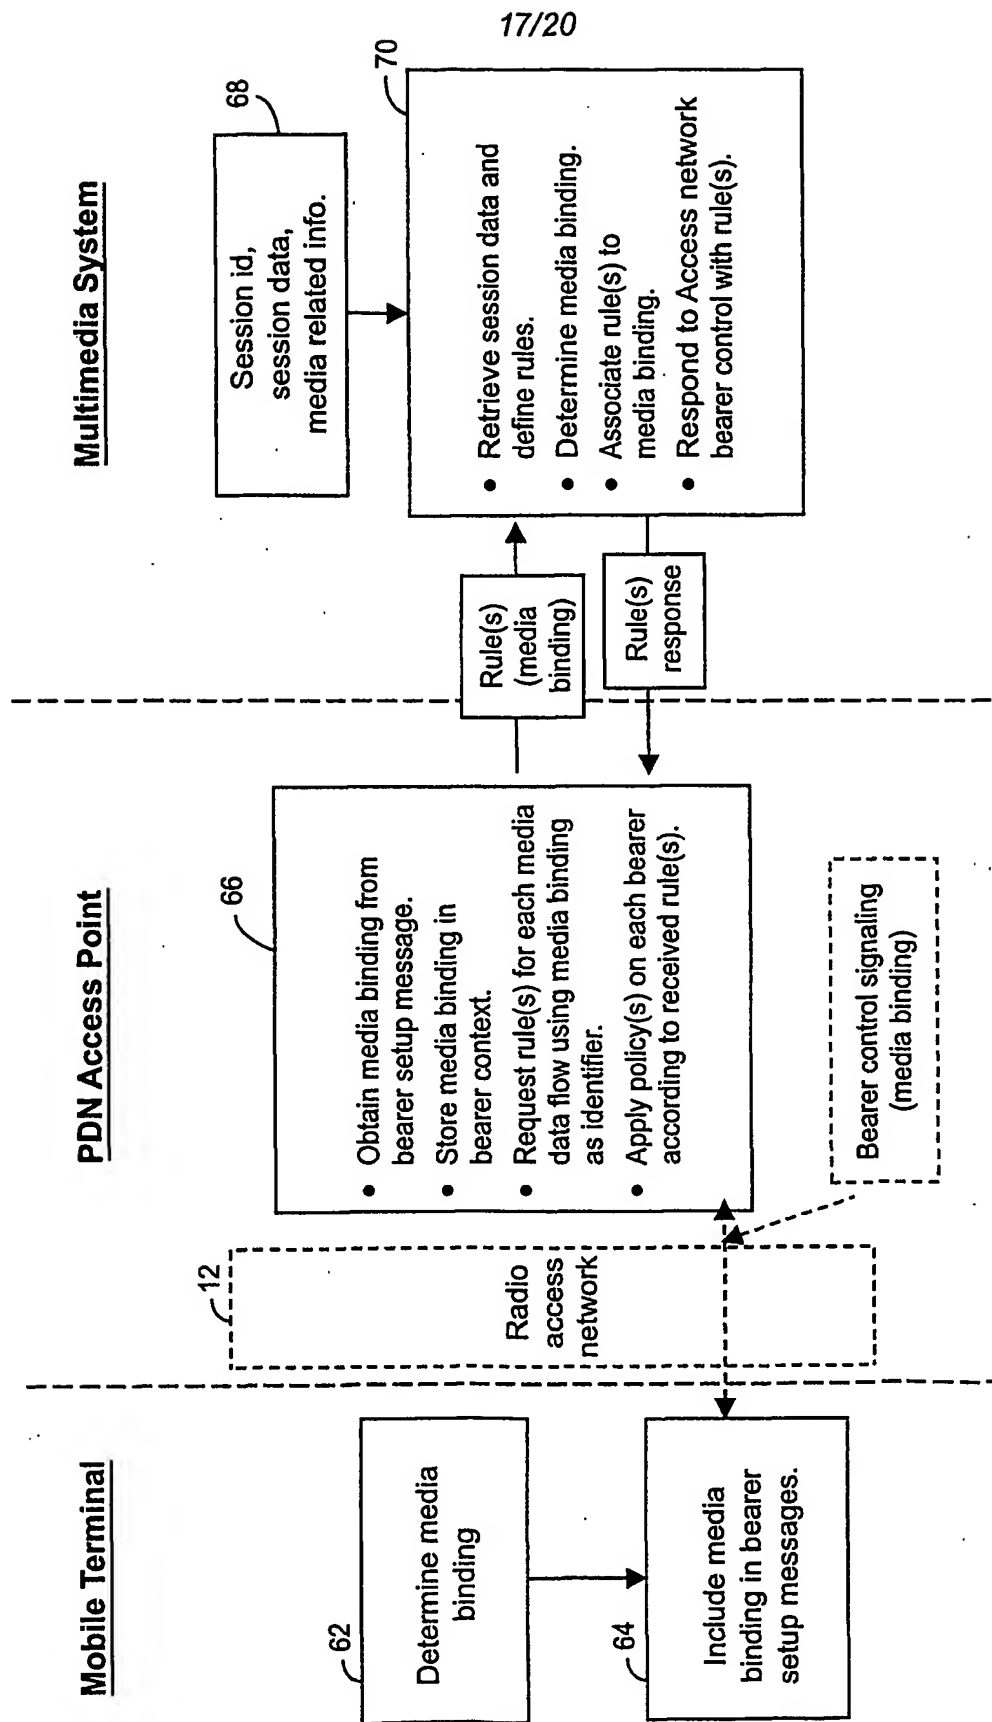 17/20
Mobile Terminal
62
Determine media
binding
64
Include media
binding in bearer
setup messages.
12
Radio
access
network
PDN Access Point
66
• Obtain media binding from
bearer setup message.
• Store media binding in
bearer context.
• Request rule(s) for each media
data flow using media binding
as identifier.
• Apply policy(s) on each bearer
according to received rule(s).
Bearer control signaling
(media binding)
Rule(s)
(media
binding)
Rule(s)
response
Multimedia System
68
Session id,
session data,
media related info.
70
• Retrieve session data and
define rules.
• Determine media binding.
• Associate rule(s) to
media binding.
• Respond to Access network
bearer control with rule(s).